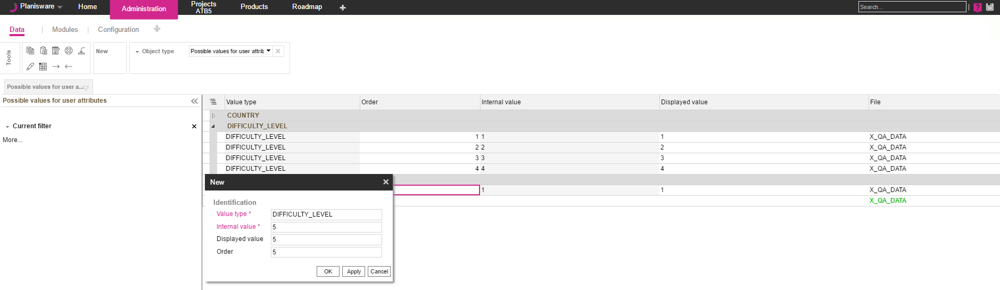 Planisware Home Administration Projects ATB5 Products Roadmap Search... ?
Data | Modules | Configuration
Tools New Object type Possible values for user attrib
Possible values for user a...
Possible values for user attributes
Current filter
More...
Value type Order Internal value Displayed value File
COUNTRY
DIFFICULTY_LEVEL
DIFFICULTY_LEVEL 1 1 1 X_QA_DATA
DIFFICULTY_LEVEL 2 2 2 X_QA_DATA
DIFFICULTY_LEVEL 3 3 3 X_QA_DATA
DIFFICULTY_LEVEL 4 4 4 X_QA_DATA
1 1 X_QA_DATA
X_QA_DATA
New
Identification
Value type * DIFFICULTY_LEVEL
Internal value * 5
Displayed value 5
Order 5
OK Apply Cancel